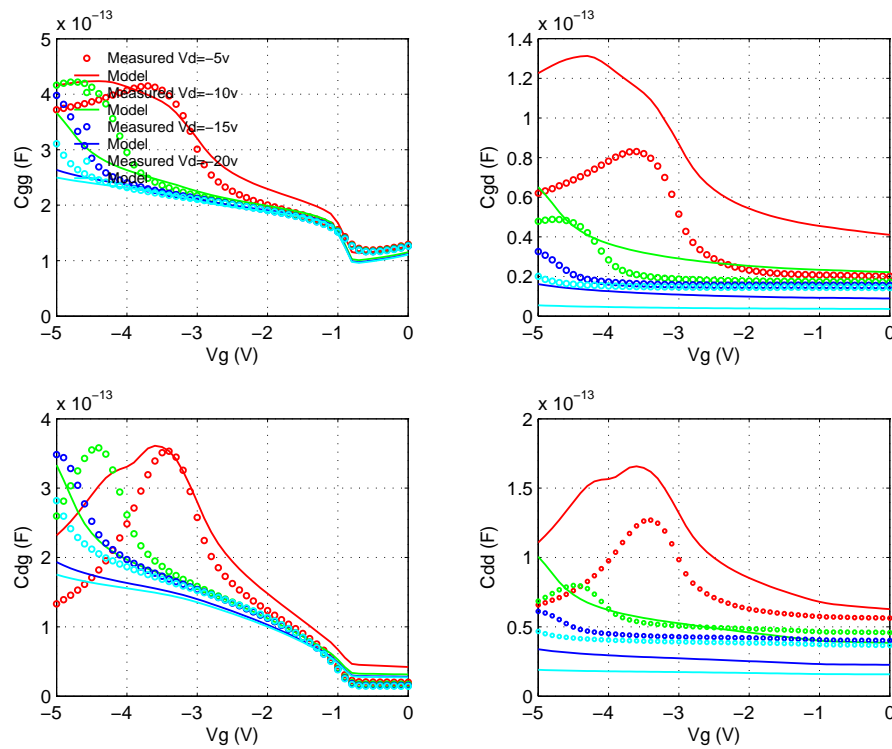 x 10−13
5
4
3
2
1
0
Cgg (F)
Measured Vd=−5v
Model
Measured Vd=−10v
Model
Measured Vd=−15v
Model
Measured Vd=−20v
Model
−5 −4 −3 −2 −1 0
Vg (V)
x 10−13
1.4
1.2
1
0.8
0.6
0.4
0.2
0
Cgd (F)
−5 −4 −3 −2 −1 0
Vg (V)
x 10−13
4
3
2
1
0
Cdg (F)
−5 −4 −3 −2 −1 0
Vg (V)
x 10−13
2
1.5
1
0.5
0
Cdd (F)
−5 −4 −3 −2 −1 0
Vg (V)